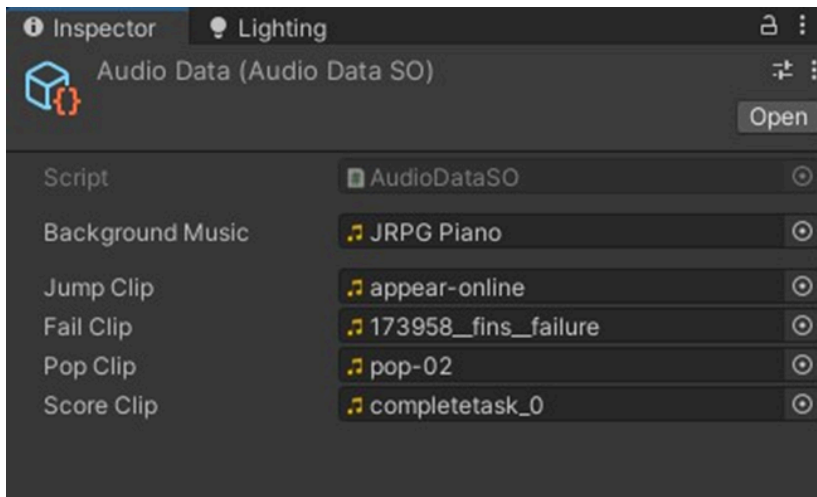 Inspector Lighting
Audio Data (Audio Data SO)
Open
Script AudioDataSO
Background Music JRPG Piano
Jump Clip appear-online
Fail Clip 173958__fins__failure
Pop Clip pop-02
Score Clip completetask_0